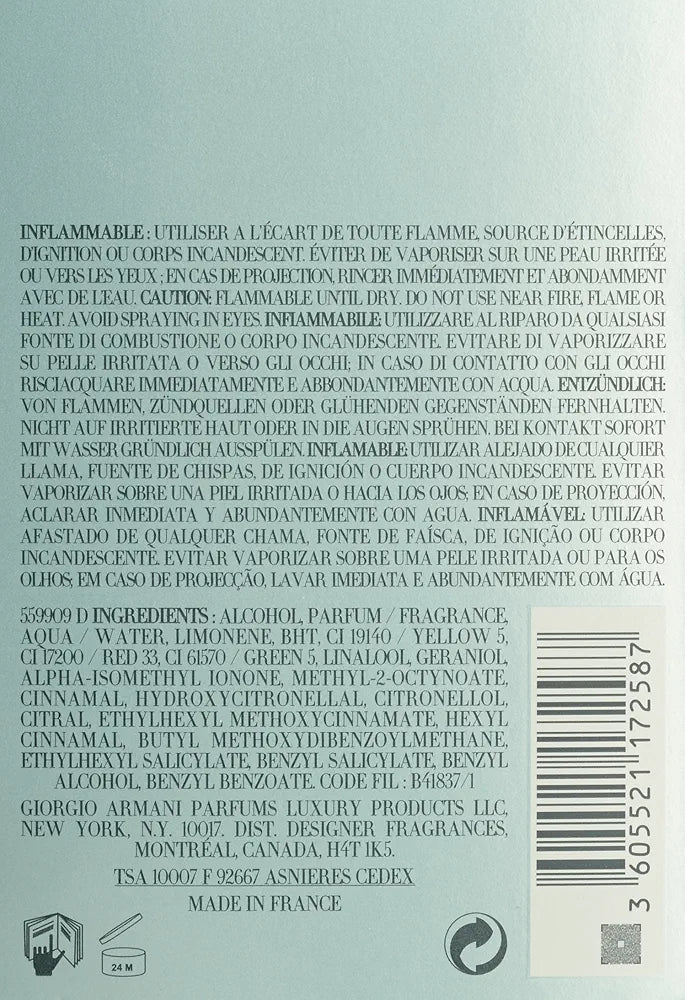 INFLAMMABLE : UTILISER A L'ÉCART DE TOUTE FLAMME, SOURCE D'ÉTINCELLES,
D'IGNITION OU CORPS INCANDESCENT. ÉVITER DE VAPORISER SUR UNE PEAU IRRITÉE
OU VERS LES YEUX ; EN CAS DE PROJECTION, RINCER IMMÉDIATEMENT ET ABONDAMMENT
AVEC DE L'EAU. CAUTION: FLAMMABLE UNTIL DRY. DO NOT USE NEAR FIRE, FLAME OR
HEAT. AVOID SPRAYING IN EYES. INFIAMMABILE: UTILIZZARE AL RIPARO DA QUALSIASI
FONTE DI COMBUSTIONE O CORPO INCANDESCENTE. EVITARE DI VAPORIZZARE
SU PELLE IRRITATA O VERSO GLI OCCHI; IN CASO DI CONTATTO CON GLI OCCHI
RISCIACQUARE IMMEDIATAMENTE E ABBONDANTEMENTE CON ACQUA. ENTZÜNDLICH:
VON FLAMMEN, ZÜNDQUELLEN ODER GLÜHENDEN GEGENSTÄNDEN FERNHALTEN.
NICHT AUF IRRITIERTE HAUT ODER IN DIE AUGEN SPRÜHEN. BEI KONTAKT SOFORT
MIT WASSER GRÜNDLICH AUSSPÜLEN. INFLAMABLE: UTILIZAR ALEJADO DE CUALQUIER
LLAMA, FUENTE DE CHISPAS, DE IGNICIÓN O CUERPO INCANDESCENTE. EVITAR
VAPORIZAR SOBRE UNA PIEL IRRITADA O HACIA LOS OJOS; EN CASO DE PROYECCIÓN,
ACLARAR INMEDIATA Y ABUNDANTEMENTE CON AGUA. INFLAMÁVEL: UTILIZAR
AFASTADO DE QUALQUER CHAMA, FONTE DE FAÍSCA, DE IGNIÇÃO OU CORPO
INCANDESCENTE. EVITAR VAPORIZAR SOBRE UMA PELE IRRITADA OU PARA OS
OLHOS; EM CASO DE PROJECÇÃO, LAVAR IMEDIATA E ABUNDANTEMENTE COM ÁGUA.
559909 D INGREDIENTS : ALCOHOL, PARFUM / FRAGRANCE,
AQUA / WATER, LIMONENE, BHT, CI 19140 / YELLOW 5,
CI 17200 / RED 33, CI 61570 / GREEN 5, LINALOOL, GERANIOL,
ALPHA-ISOMETHYL IONONE, METHYL-2-OCTYNOATE,
CINNAMAL, HYDROXYCITRONELLAL, CITRONELLOL,
CITRAL, ETHYLHEXYL METHOXYCINNAMATE, HEXYL
CINNAMAL, BUTYL METHOXYDIBENZOYLMETHANE,
ETHYLHEXYL SALICYLATE, BENZYL SALICYLATE, BENZYL
ALCOHOL, BENZYL BENZOATE. CODE FIL : B41837/1
GIORGIO ARMANI PARFUMS LUXURY PRODUCTS LLC,
NEW YORK, N.Y. 10017. DIST. DESIGNER FRAGRANCES,
MONTRÉAL, CANADA, H4T 1K5.
TSA 10007 F 92667 ASNIERES CEDEX
MADE IN FRANCE
24 M
3 605521 172587